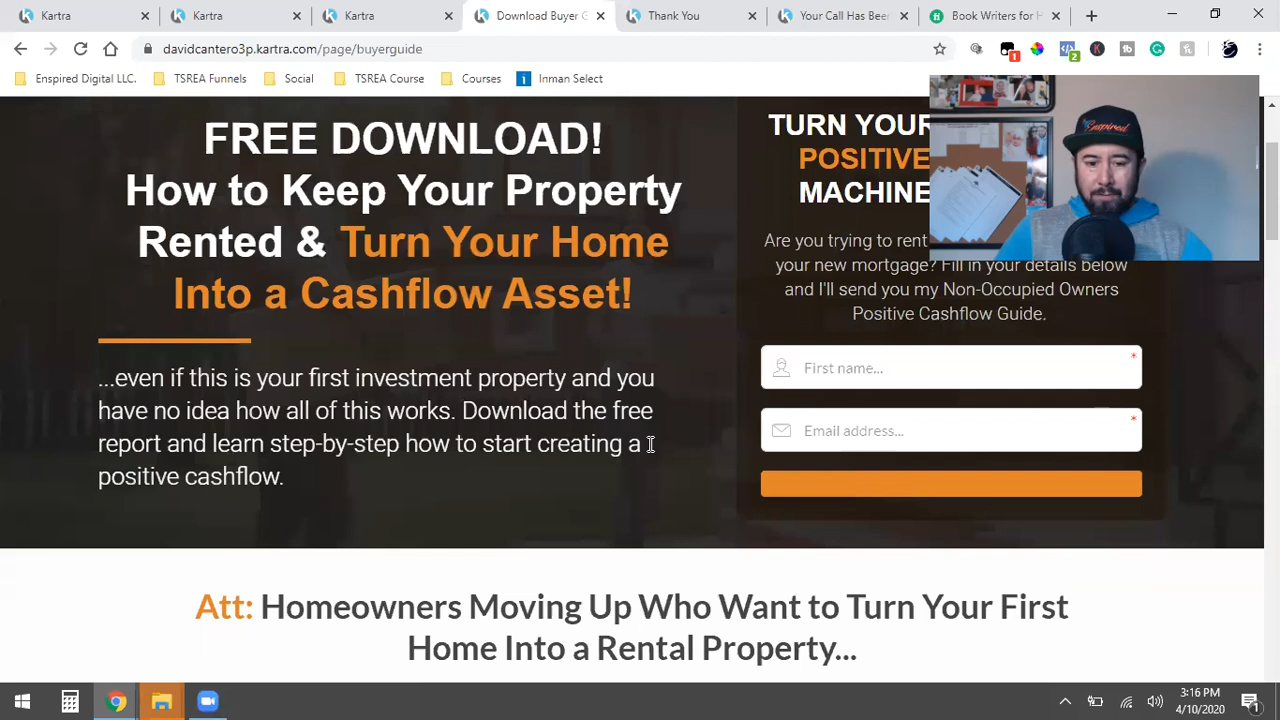 Kartra
Kartra
Kartra
Download Buyer G
Thank You
Your Call Has Been
Book Writers for H
davidcantero3p.kartra.com/page/buyerguide
1
2
Enspired Digital LLC.
TSREA Funnels
Social
TSREA Course
Courses
Inman Select
FREE DOWNLOAD!
How to Keep Your Property
Rented & Turn Your Home
Into a Cashflow Asset!
...even if this is your first investment property and you
have no idea how all of this works. Download the free
report and learn step-by-step how to start creating a
positive cashflow.
TURN YOUR
POSITIVE
MACHINE
Are you trying to rent
your new mortgage? Fill in your details below
and I'll send you my Non-Occupied Owners
Positive Cashflow Guide.
First name...
*
Email address...
*
Enspired
Att: Homeowners Moving Up Who Want to Turn Your First
Home Into a Rental Property...
3:16 PM
4/10/2020
1